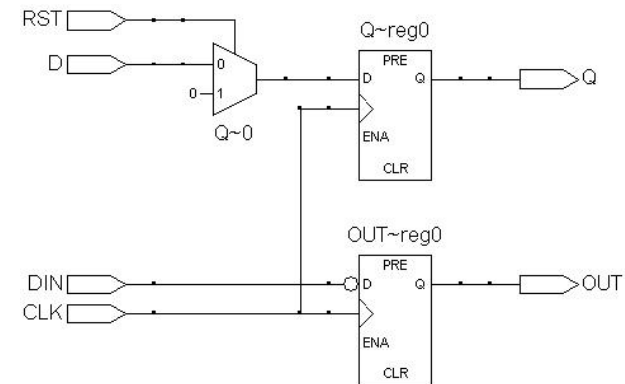 RST
Q~reg0
D
0
PRE
D Q
Q
0 1
Q~0
ENA
CLR
OUT~reg0
PRE
DIN
D Q
OUT
CLK
ENA
CLR